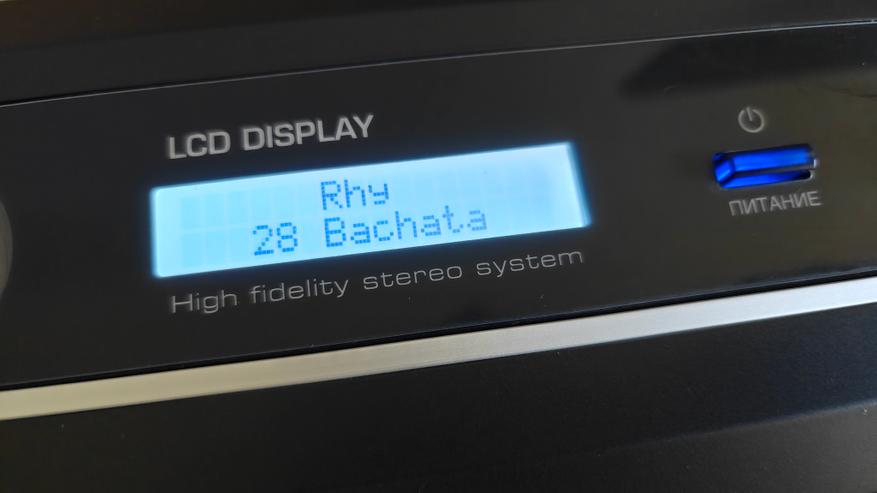 LCD DISPLAY
Rhy
28 Bachata
High fidelity stereo system
ПИТАНИЕ